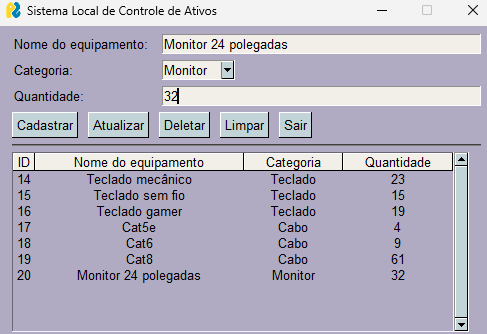 Sistema Local de Controle de Ativos
Nome do equipamento: Monitor 24 polegadas
Categoria: Monitor
Quantidade: 32
Cadastrar Atualizar Deletar Limpar Sair
ID Nome do equipamento Categoria Quantidade
14 Teclado mecânico Teclado 23
15 Teclado sem fio Teclado 15
16 Teclado gamer Teclado 19
17 Cat5e Cabo 4
18 Cat6 Cabo 9
19 Cat8 Cabo 61
20 Monitor 24 polegadas Monitor 32